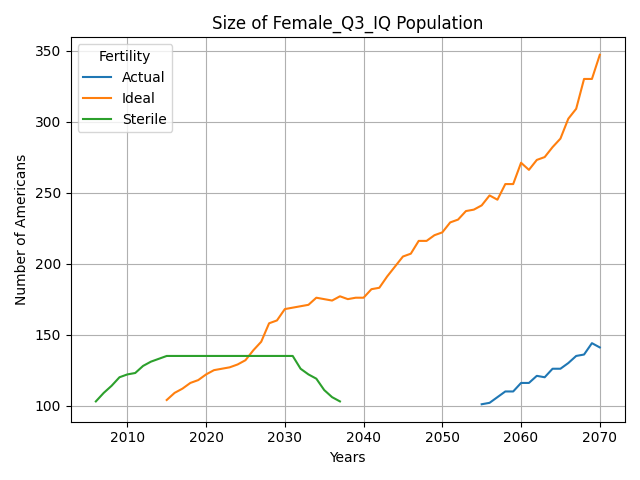 Size of Female_Q3_IQ Population
Fertility
Actual
Ideal
Sterile
Number of Americans
350
300
250
200
150
100
2010 2020 2030 2040 2050 2060 2070
Years